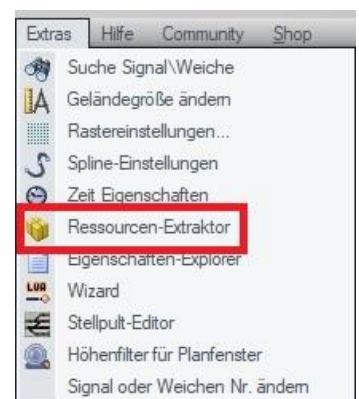 Extras Hilfe Community Shop
Suche Signal\Weiche
Geländegröße ändern
Rastereinstellungen...
Spline-Einstellungen
Zeit Eigenschaften
Ressourcen-Extraktor
Eigenschaften-Explorer
LUA Wizard
Stellpult-Editor
Höhenfilter für Planfenster
Signal oder Weichen Nr. ändern